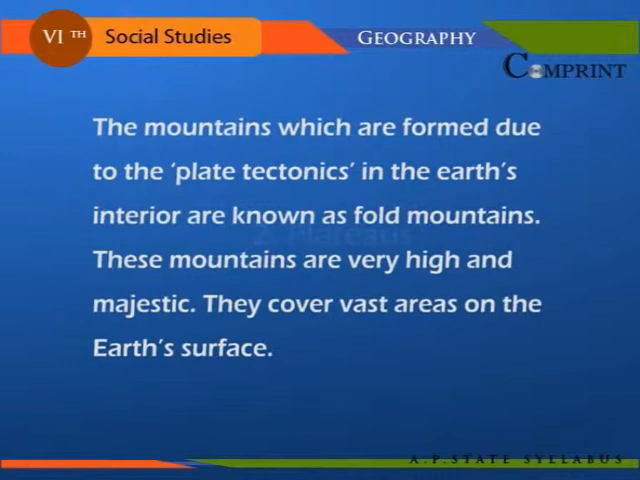 VI TH Social Studies
GEOGRAPHY
COMPRINT
The mountains which are formed due
to the ‘plate tectonics’ in the earth’s
interior are known as fold mountains.
2. Plateaus
These mountains are very high and
majestic. They cover vast areas on the
Earth’s surface.
A.P.STATE SYLLABUS